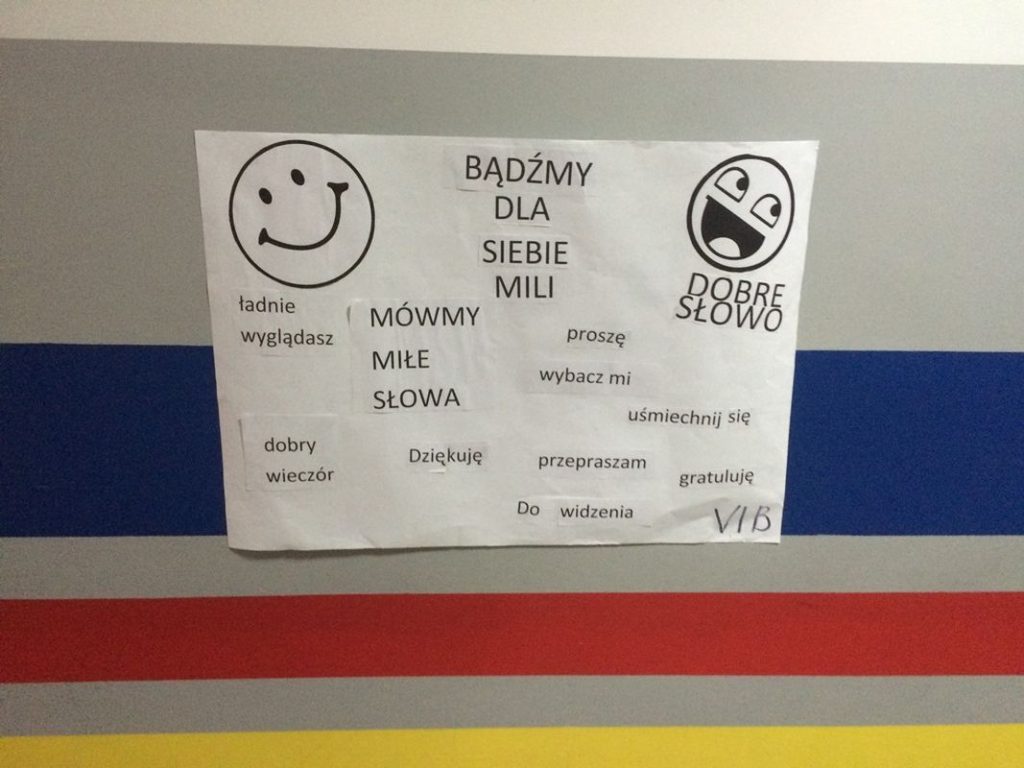 BĄDŹMY
DLA
SIEBIE
MILI
DOBRE
SŁOWO
ładnie
wyglądasz
MÓWMY
MIŁE
SŁOWA
proszę
wybacz mi
uśmiechnij się
dobry
wieczór
Dziękuję
przepraszam
gratuluję
Do widzenia
VIB